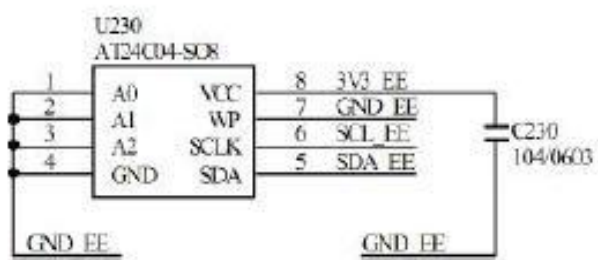 U230
AT24C04-SO8
1 A0 VCC 8 3V3_EE
2 A1 WP 7 GND_EE
3 A2 SCLK 6 SCL_EE
4 GND SDA 5 SDA_EE
C230
104/0603
GND_EE GND_EE